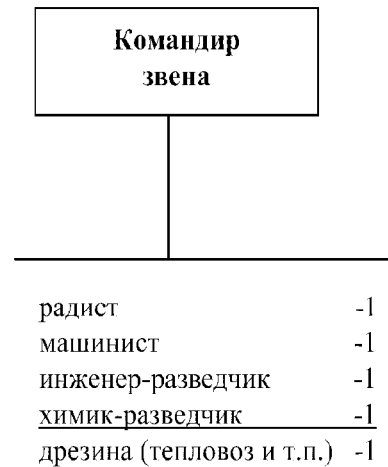 Командир
звена
радист -1
машинист -1
инженер-разведчик -1
химик-разведчик -1
дрезина (тепловоз и т.п.) -1